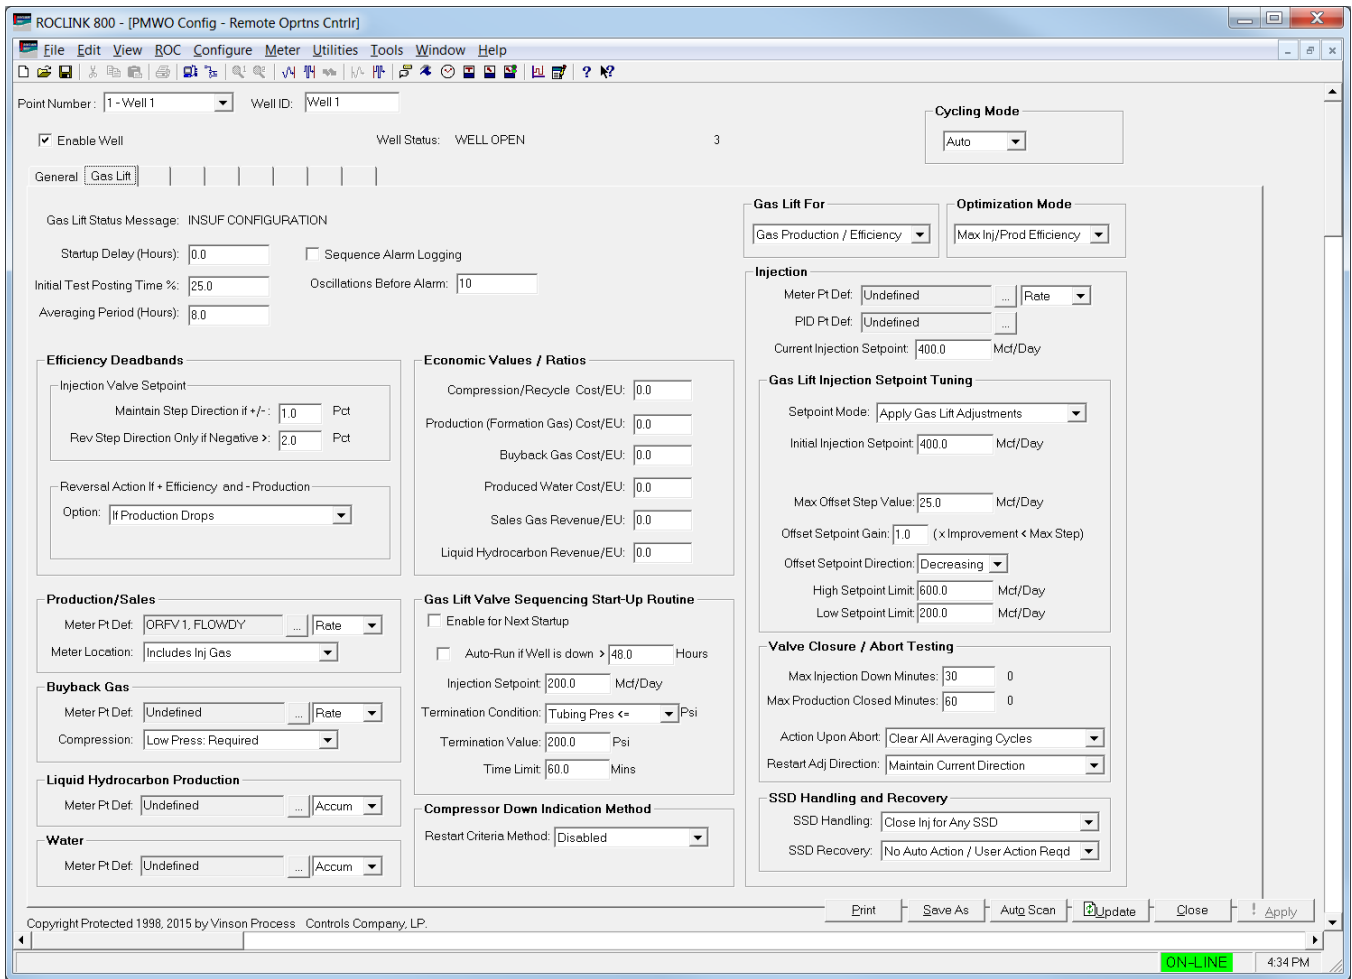 ROCLINK 800 - [PMWO Config - Remote Oprtns Cntrlr]
File Edit View ROC Configure Meter Utilities Tools Window Help
Point Number: 1 - Well 1 Well ID: Well 1
Enable Well Well Status: WELL OPEN 3
Cycling Mode
Auto
General Gas Lift
Gas Lift Status Message: INSUF CONFIGURATION
Startup Delay (Hours): 0.0 Sequence Alarm Logging
Initial Test Posting Time %: 25.0 Oscillations Before Alarm: 10
Averaging Period (Hours): 8.0
Gas Lift For
Gas Production / Efficiency
Optimization Mode
Max Inj/Prod Efficiency
Efficiency Deadbands
Injection Valve Setpoint
Maintain Step Direction if +/-: 1.0 Pct
Rev Step Direction Only if Negative >: 2.0 Pct
Reversal Action If + Efficiency and - Production
Option: If Production Drops
Production/Sales
Meter Pt Def: ORFV 1, FLOWDY ... Rate
Meter Location: Includes Inj Gas
Buyback Gas
Meter Pt Def: Undefined ... Rate
Compression: Low Press: Required
Liquid Hydrocarbon Production
Meter Pt Def: Undefined ... Accum
Water
Meter Pt Def: Undefined ... Accum
Economic Values / Ratios
Compression/Recycle Cost/EU: 0.0
Production (Formation Gas) Cost/EU: 0.0
Buyback Gas Cost/EU: 0.0
Produced Water Cost/EU: 0.0
Sales Gas Revenue/EU: 0.0
Liquid Hydrocarbon Revenue/EU: 0.0
Gas Lift Valve Sequencing Start-Up Routine
Enable for Next Startup
Auto-Run if Well is down > 48.0 Hours
Injection Setpoint: 200.0 Mcf/Day
Termination Condition: Tubing Pres <= Psi
Termination Value: 200.0 Psi
Time Limit: 60.0 Mins
Compressor Down Indication Method
Restart Criteria Method: Disabled
Injection
Meter Pt Def: Undefined ... Rate
PID Pt Def: Undefined ...
Current Injection Setpoint: 400.0 Mcf/Day
Gas Lift Injection Setpoint Tuning
Setpoint Mode: Apply Gas Lift Adjustments
Initial Injection Setpoint: 400.0 Mcf/Day
Max Offset Step Value: 25.0 Mcf/Day
Offset Setpoint Gain: 1.0 (x Improvement < Max Step)
Offset Setpoint Direction: Decreasing
High Setpoint Limit: 600.0 Mcf/Day
Low Setpoint Limit: 200.0 Mcf/Day
Valve Closure / Abort Testing
Max Injection Down Minutes: 30 0
Max Production Closed Minutes: 60 0
Action Upon Abort: Clear All Averaging Cycles
Restart Adj Direction: Maintain Current Direction
SSD Handling and Recovery
SSD Handling: Close Inj for Any SSD
SSD Recovery: No Auto Action / User Action Reqd
Print Save As Auto Scan Update Close ! Apply
Copyright Protected 1998, 2015 by Vinson Process Controls Company, LP.
ON-LINE 4:34 PM